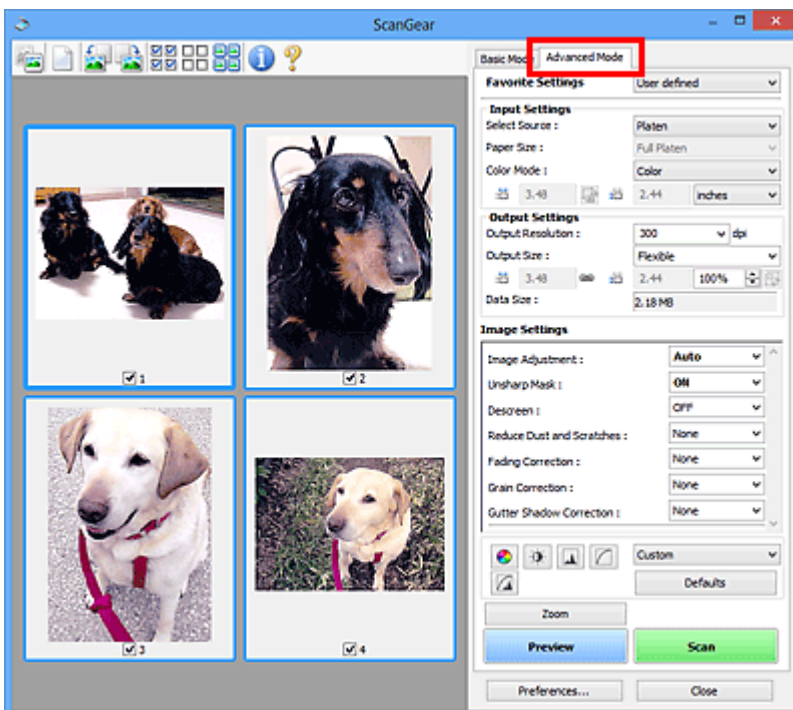 ScanGear
Basic Mode Advanced Mode
Favorite Settings User defined
Input Settings
Select Source : Platen
Paper Size : Full Platen
Color Mode : Color
3.48 2.44 inches
Output Settings
Output Resolution : 300 dpi
Output Size : Flexible
3.48 2.44 100%
Data Size : 2.18 MB
Image Settings
Image Adjustment : Auto
Unsharp Mask : ON
Descreen : OFF
Reduce Dust and Scratches : None
Fading Correction : None
Grain Correction : None
Gutter Shadow Correction : None
1
2
3
4
Custom
Defaults
Zoom
Preview Scan
Preferences... Close